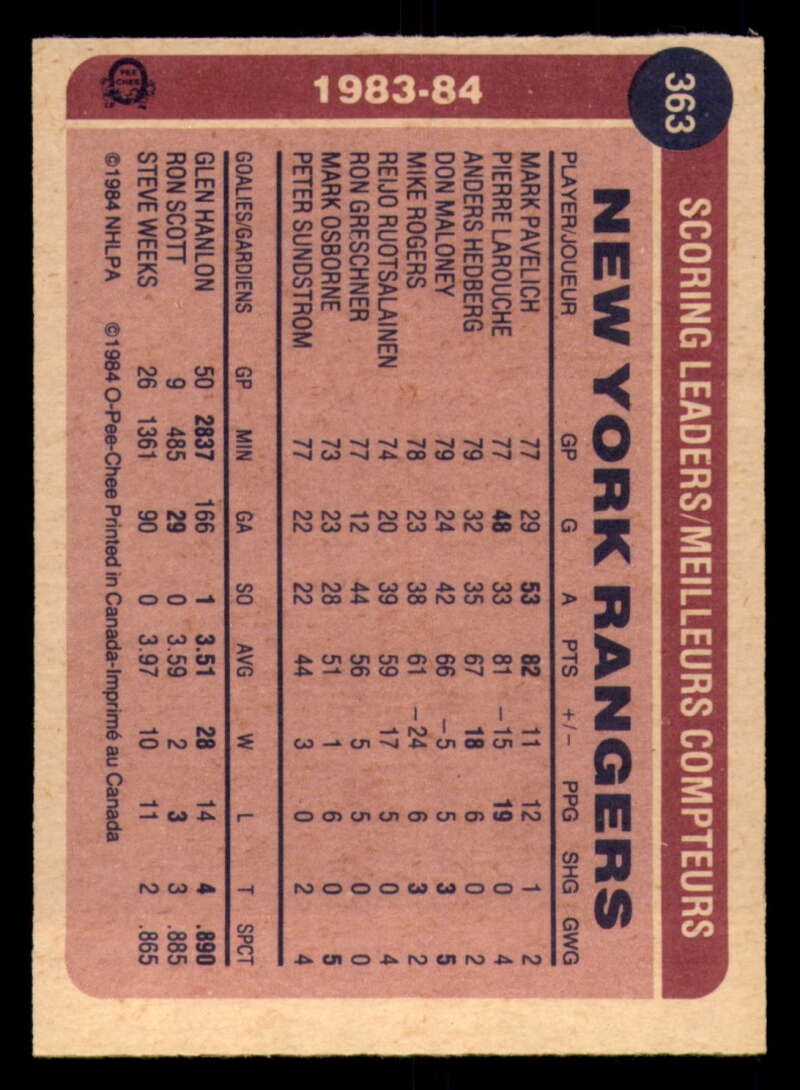 363 SCORING LEADERS/MEILLEURS COMPTEURS
1983-84
O PEE CHEE
NEW YORK RANGERS
PLAYER/JOUEUR GP G A PTS +/- PPG SHG GWG
MARK PAVELICH 77 29 53 82 11 12 1 2
PIERRE LAROUCHE 77 48 33 81 -15 19 0 4
ANDERS HEDBERG 79 32 35 67 18 6 0 2
DON MALONEY 79 24 42 66 -5 5 3 5
MIKE ROGERS 78 23 38 61 -24 6 3 2
REIJO RUOTSALAINEN 74 20 39 59 17 5 0 4
RON GRESCHNER 77 12 44 56 5 5 0 0
MARK OSBORNE 73 23 28 51 1 6 0 5
PETER SUNDSTROM 77 22 22 44 3 0 2 4
GOALIES/GARDIENS GP MIN GA SO AVG W L T SPCT
GLEN HANLON 50 2837 166 1 3.51 28 14 4 .890
RON SCOTT 9 485 29 0 3.59 2 3 3 .885
STEVE WEEKS 26 1361 90 0 3.97 10 11 2 .865
©1984 NHLPA ©1984 O-Pee-Chee Printed in Canada-Imprimé au Canada